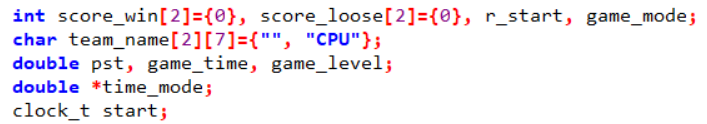 int score_win[2]={0}, score_loose[2]={0}, r_start, game_mode;
char team_name[2][7]={"", "CPU"};
double pst, game_time, game_level;
double *time_mode;
clock_t start;